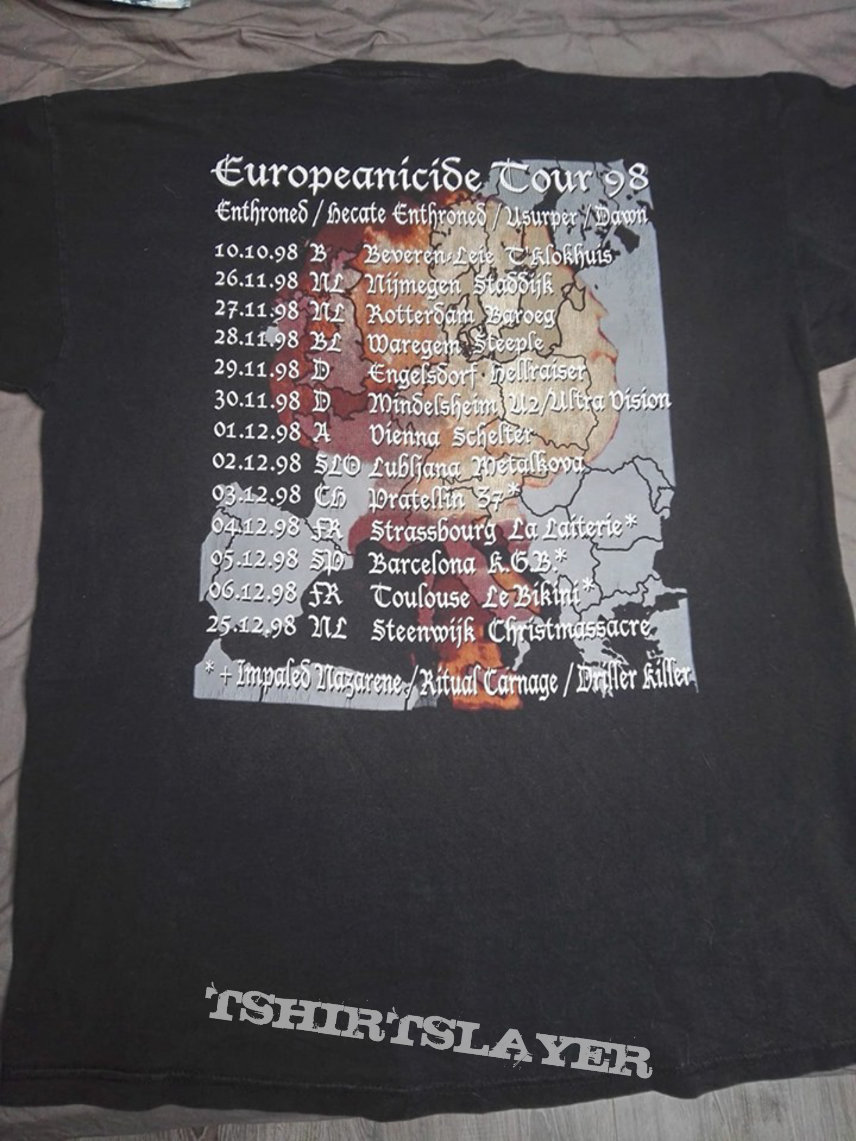 Europeanicide Tour 98
Enthroned / Hecate Enthroned / Usurper / Dawn
10.10.98 B Beveren-Leie T'Klokhuis
26.11.98 NL Nijmegen Staddijk
27.11.98 NL Rotterdam Baroeg
28.11.98 BL Waregem Steeple
29.11.98 D Engelsdorf Hellraiser
30.11.98 D Mindelsheim U2/Ultra Vision
01.12.98 A Vienna Schelter
02.12.98 SLO Lubljana Metalkova
03.12.98 CH Pratellin Z7*
04.12.98 FR Strassbourg La Laiterie*
05.12.98 SP Barcelona K.G.B.*
06.12.98 FR Toulouse Le Bikini*
25.12.98 NL Steenwijk Christmassacre
* + Impaled Nazarene / Ritual Carnage / Driller Killer
TSHIRTSLAYER